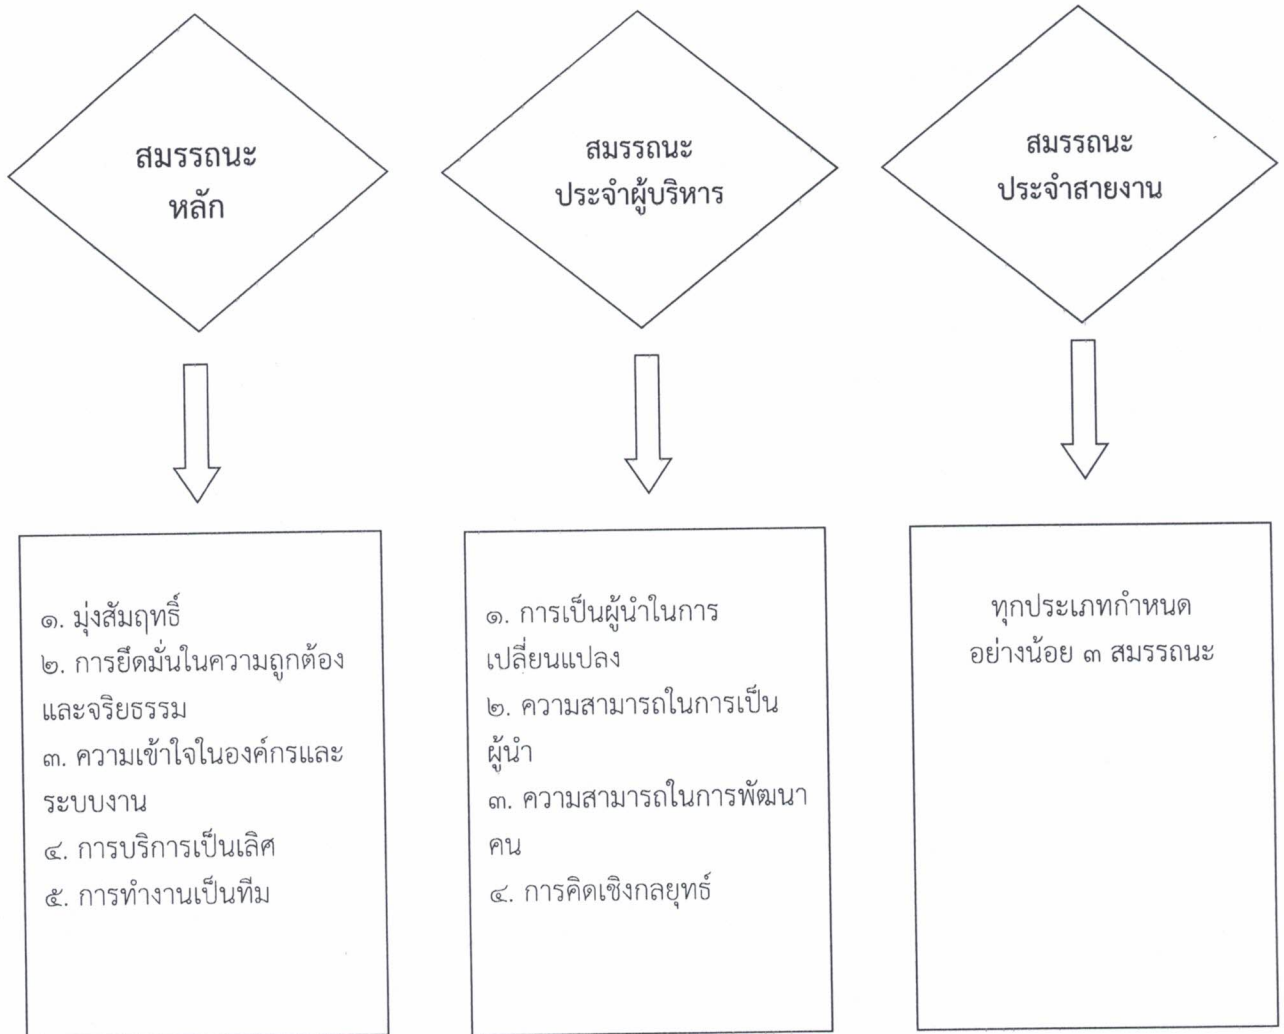 สมรรถนะ
หลัก
สมรรถนะ
ประจำผู้บริหาร
สมรรถนะ
ประจำสายงาน
๑. มุ่งสัมฤทธิ์
๒. การยึดมั่นในความถูกต้อง
และจริยธรรม
๓. ความเข้าใจในองค์กรและ
ระบบงาน
๔. การบริการเป็นเลิศ
๕. การทำงานเป็นทีม
๑. การเป็นผู้นำในการ
เปลี่ยนแปลง
๒. ความสามารถในการเป็น
ผู้นำ
๓. ความสามารถในการพัฒนา
คน
๔. การคิดเชิงกลยุทธ์
ทุกประเภทกำหนด
อย่างน้อย ๓ สมรรถนะ